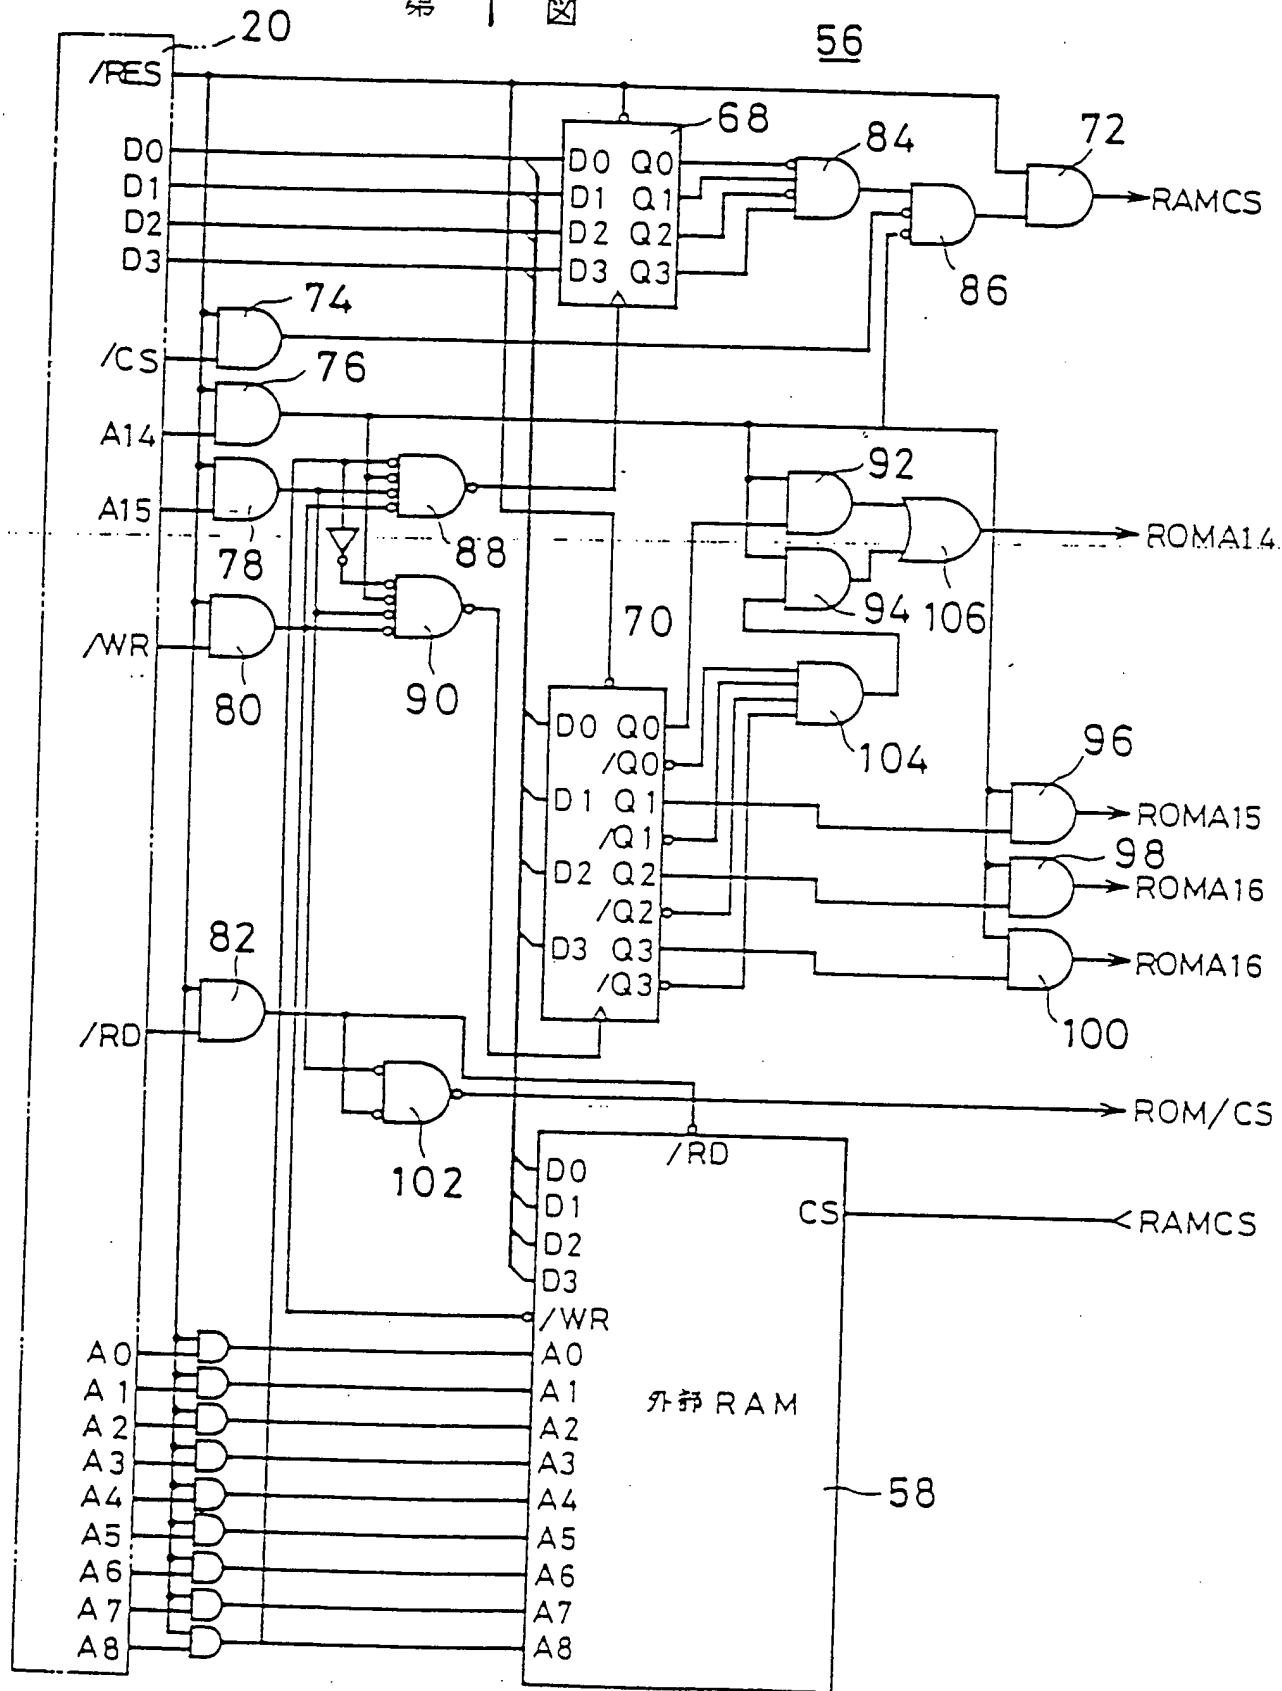 第 1 図
20
56
/RES
D0
D1
D2
D3
/CS
A14
A15
/WR
/RD
A0
A1
A2
A3
A4
A5
A6
A7
A8
68
D0 Q0
D1 Q1
D2 Q2
D3 Q3
84
72
RAMCS
86
74
76
78
80
88
90
92
94
106
ROMA14
70
D0 Q0
/Q0
D1 Q1
/Q1
D2 Q2
/Q2
D3 Q3
/Q3
104
96
ROMA15
98
ROMA16
ROMA16
100
82
102
ROM/CS
/RD
D0
D1
D2
D3
/WR
A0
A1
A2
A3
A4
A5
A6
A7
A8
CS
RAMCS
外部 RAM
58